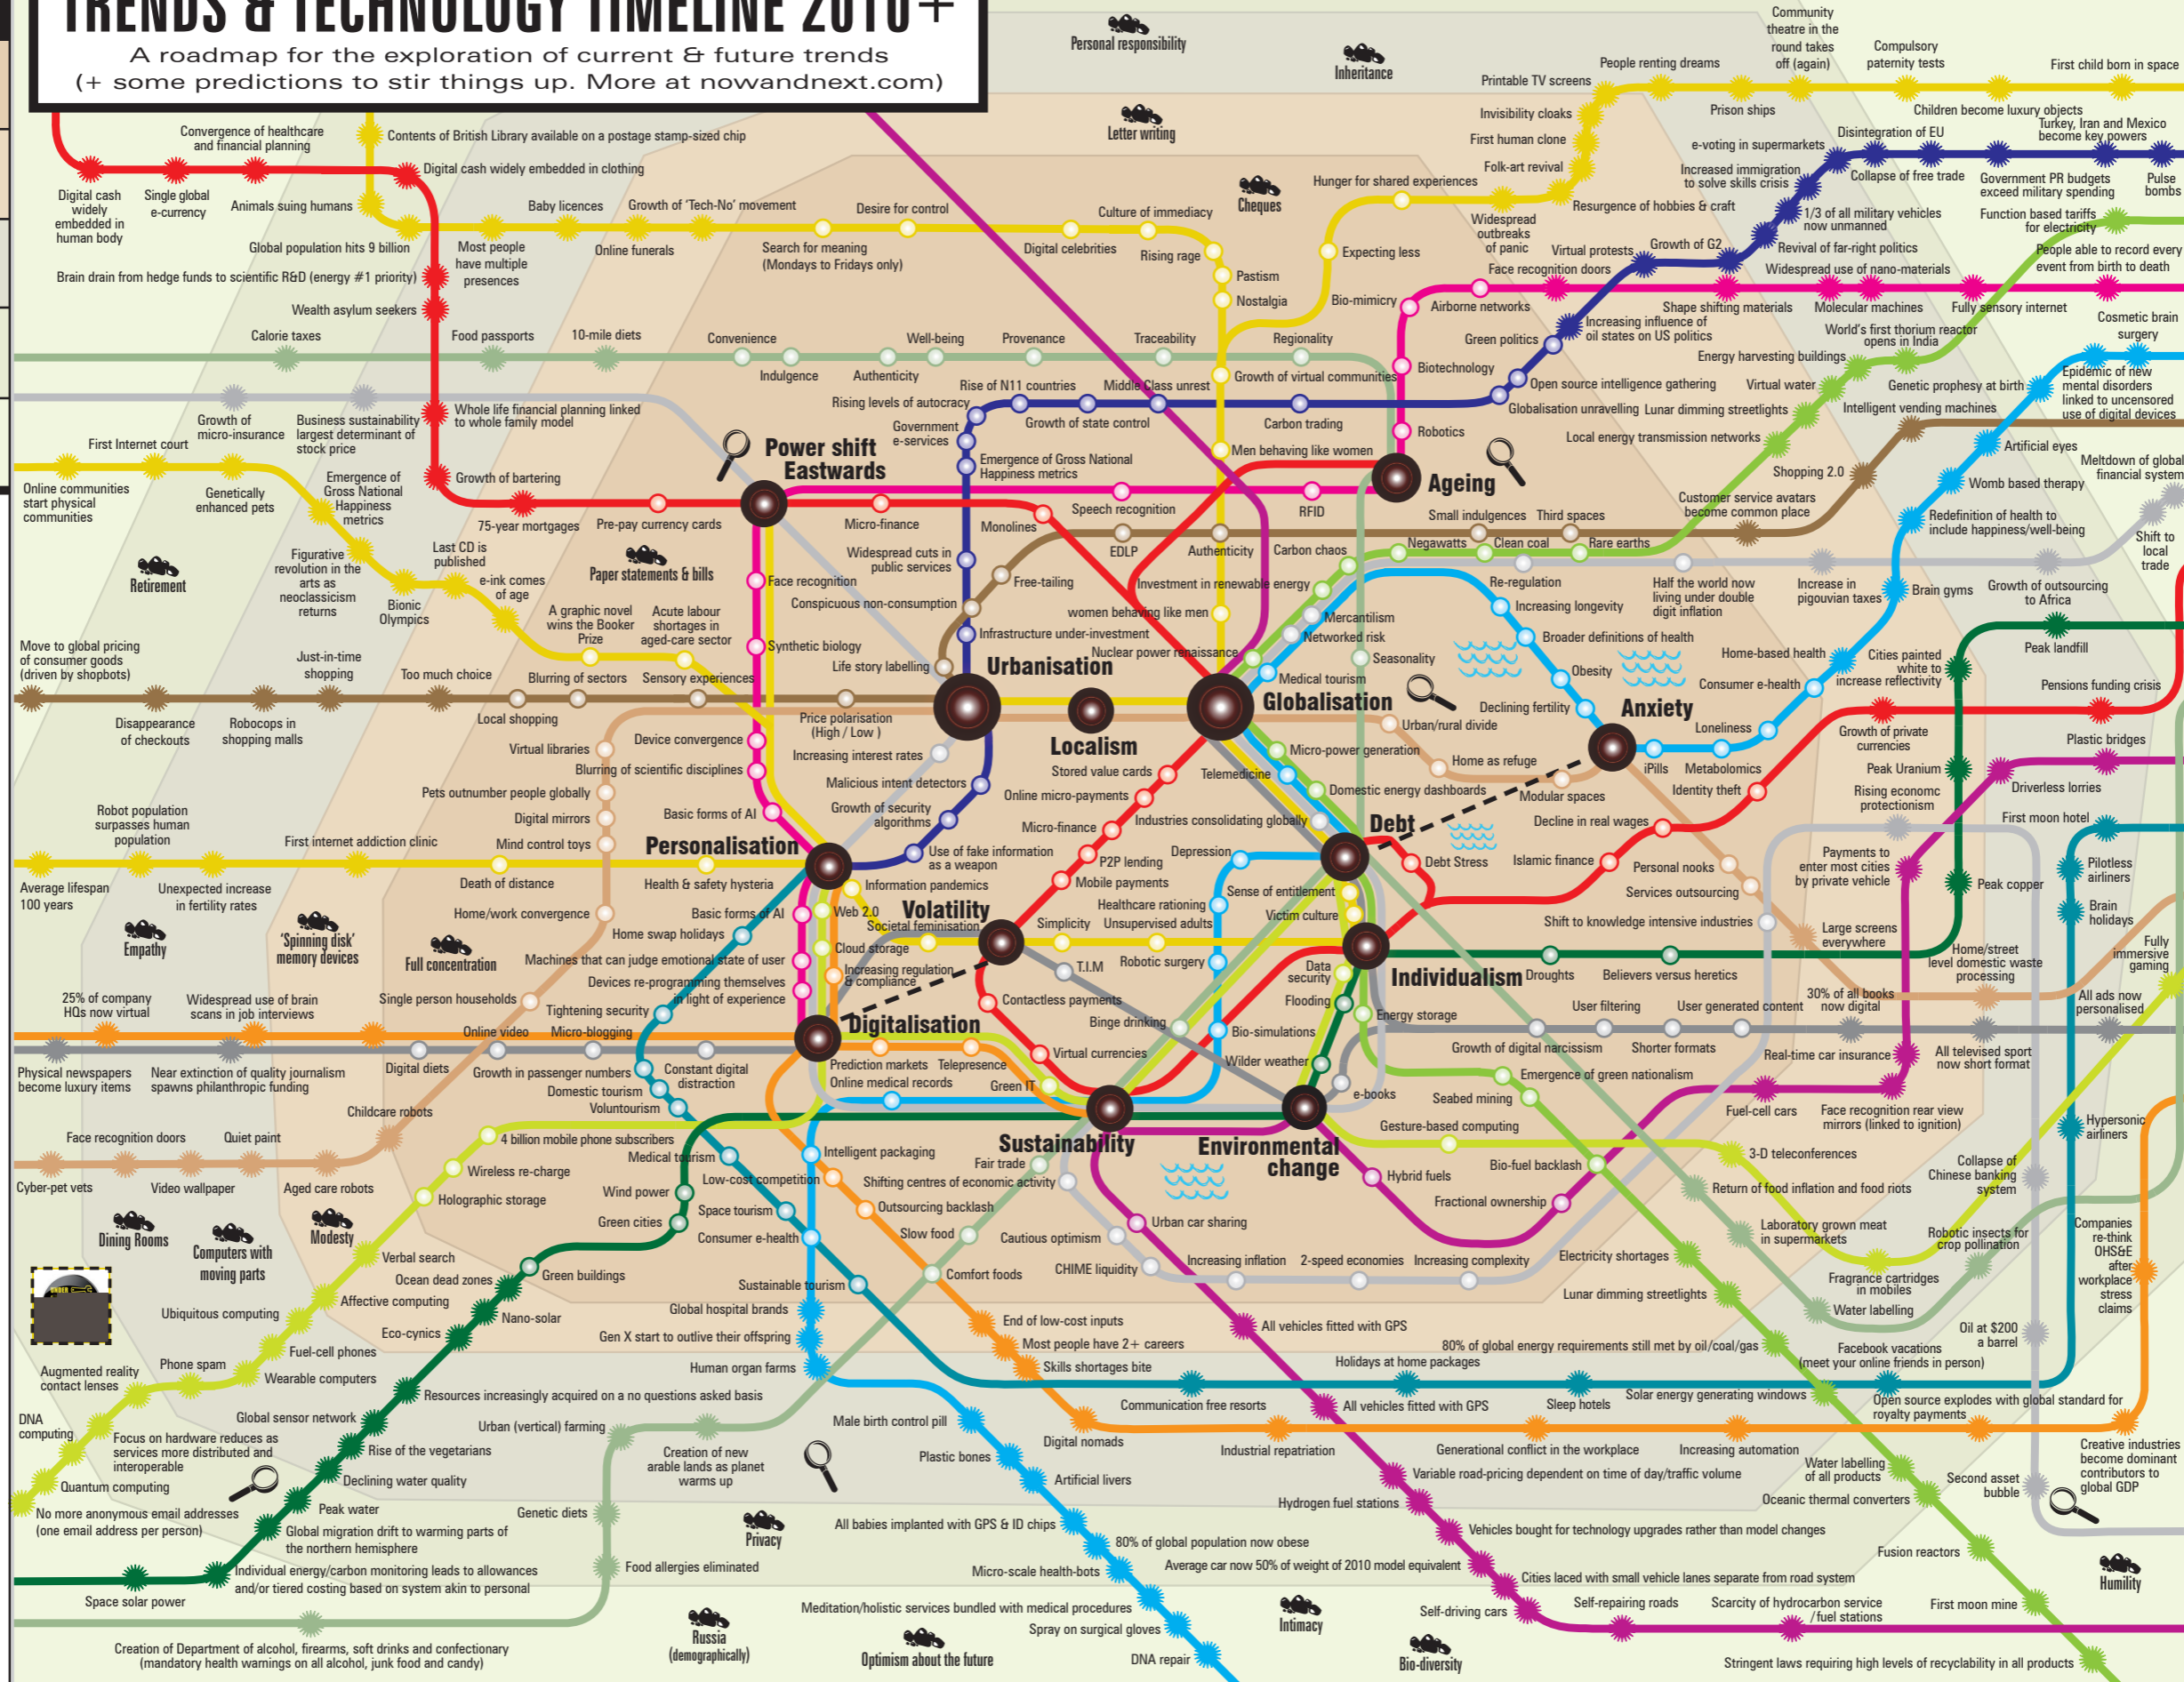 TRENDS & TECHNOLOGY TIMELINE 2010+
A roadmap for the exploration of current & future trends
(+ some predictions to stir things up. More at nowandnext.com)
Personal responsibility
Inheritance
Letter writing
Cheques
Community
theatre in the
round takes
off (again)
Compulsory
paternity tests
First child born in space
People renting dreams
Printable TV screens
Prison ships
Children become luxury objects
Invisibility cloaks
First human clone
Folk-art revival
Turkey, Iran and Mexico
become key powers
Disintegration of EU
e-voting in supermarkets
Increased immigration
to solve skills crisis
Collapse of free trade
Government PR budgets
exceed military spending
Pulse
bombs
Convergence of healthcare
and financial planning
Contents of British Library available on a postage stamp-sized chip
Digital cash widely embedded in clothing
Digital cash
widely
embedded in
human body
Single global
e-currency
Animals suing humans
Baby licences
Growth of 'Tech-No' movement
Desire for control
Culture of immediacy
Hunger for shared experiences
Widespread
outbreaks
of panic
Resurgence of hobbies & craft
1/3 of all military vehicles
now unmanned
Function based tariffs
for electricity
Global population hits 9 billion
Most people
have multiple
presences
Online funerals
Search for meaning
(Mondays to Fridays only)
Digital celebrities
Rising rage
Expecting less
Virtual protests
Growth of G2
Revival of far-right politics
People able to record every
event from birth to death
Brain drain from hedge funds to scientific R&D (energy #1 priority)
Pastism
Nostalgia
Face recognition doors
Widespread use of nano-materials
Wealth asylum seekers
Bio-mimicry
Airborne networks
Shape shifting materials
Molecular machines
Fully sensory internet
Calorie taxes
Food passports
10-mile diets
Convenience
Indulgence
Authenticity
Well-being
Provenance
Traceability
Regionality
Green politics
Increasing influence of
oil states on US politics
World's first thorium reactor
opens in India
Cosmetic brain
surgery
Energy harvesting buildings
Growth of virtual communities
Biotechnology
Open source intelligence gathering
Virtual water
Genetic prophesy at birth
Epidemic of new
mental disorders
linked to uncensored
use of digital devices
Growth of
micro-insurance
Business sustainability
largest determinant of
stock price
Whole life financial planning linked
to whole family model
Rising levels of autocracy
Rise of N11 countries
Middle Class unrest
Growth of state control
Carbon trading
Globalisation unravelling
Lunar dimming streetlights
Intelligent vending machines
Government
e-services
Robotics
Local energy transmission networks
Artificial eyes
First Internet court
Power shift
Eastwards
Emergence of Gross National
Happiness metrics
Men behaving like women
Ageing
Shopping 2.0
Meltdown of global
financial system
Online communities
start physical
communities
Genetically
enhanced pets
Emergence of
Gross National
Happiness
metrics
Growth of bartering
75-year mortgages
Pre-pay currency cards
Micro-finance
Monolines
Speech recognition
RFID
Small indulgences
Third spaces
Customer service avatars
become common place
Womb based therapy
Redefinition of health to
include happiness/well-being
Retirement
Figurative
revolution in the
arts as
neoclassicism
returns
Last CD is
published
e-ink comes
of age
Bionic
Olympics
Paper statements & bills
Widespread cuts in
public services
EDLP
Authenticity
Carbon chaos
Negawatts
Clean coal
Rare earths
Shift to
local
trade
Face recognition
Free-tailing
Investment in renewable energy
Re-regulation
Half the world now
living under double
digit inflation
Increase in
pigouvian taxes
Brain gyms
Growth of outsourcing
to Africa
A graphic novel
wins the Booker
Prize
Acute labour
shortages in
aged-care sector
Conspicuous non-consumption
women behaving like men
Mercantilism
Networked risk
Increasing longevity
Broader definitions of health
Peak landfill
Synthetic biology
Infrastructure under-investment
Nuclear power renaissance
Seasonality
Home-based health
Cities painted
white to
increase reflectivity
Move to global pricing
of consumer goods
(driven by shopbots)
Just-in-time
shopping
Too much choice
Blurring of sectors
Sensory experiences
Life story labelling
Urbanisation
Medical tourism
Obesity
Consumer e-health
Pensions funding crisis
Globalisation
Declining fertility
Anxiety
Loneliness
Disappearance
of checkouts
Robocops in
shopping malls
Local shopping
Price polarisation
(High / Low )
Localism
Urban/rural divide
Growth of private
currencies
Plastic bridges
Virtual libraries
Device convergence
Increasing interest rates
Micro-power generation
Home as refuge
iPills
Metabolomics
Peak Uranium
Blurring of scientific disciplines
Malicious intent detectors
Stored value cards
Telemedicine
Driverless lorries
Pets outnumber people globally
Online micro-payments
Domestic energy dashboards
Modular spaces
Identity theft
Rising economc
protectionism
Robot population
surpasses human
population
Digital mirrors
Basic forms of AI
Growth of security
algorithms
Micro-finance
Industries consolidating globally
Debt
Decline in real wages
First moon hotel
First internet addiction clinic
Mind control toys
Personalisation
Use of fake information
as a weapon
P2P lending
Depression
Debt Stress
Islamic finance
Personal nooks
Payments to
enter most cities
by private vehicle
Pilotless
airliners
Average lifespan
100 years
Unexpected increase
in fertility rates
Death of distance
Health & safety hysteria
Information pandemics
Mobile payments
Sense of entitlement
Services outsourcing
Peak copper
Empathy
'Spinning disk'
memory devices
Full concentration
Home/work convergence
Basic forms of AI
Web 2.0
Volatility
Societal feminisation
Simplicity
Unsupervised adults
Healthcare rationing
Victim culture
Shift to knowledge intensive industries
Brain
holidays
Home swap holidays
Cloud storage
Large screens
everywhere
Home/street
level domestic waste
processing
Fully
immersive
gaming
Machines that can judge emotional state of user
Increasing regulation
& compliance
T.I.M
Robotic surgery
Data
security
Individualism
Droughts
Believers versus heretics
Devices re-programming themselves
in light of experience
25% of company
HQs now virtual
Widespread use of brain
scans in job interviews
Single person households
Tightening security
Contactless payments
Flooding
Energy storage
User filtering
User generated content
30% of all books
now digital
All ads now
personalised
Online video
Micro-blogging
Digitalisation
Binge drinking
Bio-simulations
Physical newspapers
become luxury items
Near extinction of quality journalism
spawns philanthropic funding
Digital diets
Growth in passenger numbers
Constant digital
distraction
Prediction markets
Telepresence
Virtual currencies
Wilder weather
Growth of digital narcissism
Shorter formats
Real-time car insurance
All televised sport
now short format
Domestic tourism
Voluntourism
Online medical records
Green IT
e-books
Emergence of green nationalism
Seabed mining
Childcare robots
Fuel-cell cars
Face recognition rear view
mirrors (linked to ignition)
Hypersonic
airliners
Face recognition doors
Quiet paint
4 billion mobile phone subscribers
Medical tourism
Intelligent packaging
Sustainability
Environmental
change
Gesture-based computing
3-D teleconferences
Wireless re-charge
Low-cost competition
Fair trade
Bio-fuel backlash
Collapse of
Chinese banking
system
Cyber-pet vets
Video wallpaper
Aged care robots
Holographic storage
Wind power
Shifting centres of economic activity
Hybrid fuels
Return of food inflation and food riots
Fractional ownership
Dining Rooms
Computers with
moving parts
Modesty
Green cities
Space tourism
Outsourcing backlash
Urban car sharing
Laboratory grown meat
in supermarkets
Robotic insects for
crop pollination
Companies
re-think
OHS&E
after
workplace
stress
claims
Consumer e-health
Slow food
Cautious optimism
Verbal search
Ocean dead zones
Green buildings
Sustainable tourism
Comfort foods
CHIME liquidity
Increasing inflation
2-speed economies
Increasing complexity
Electricity shortages
Fragrance cartridges
in mobiles
UNDER
Ubiquitous computing
Affective computing
Nano-solar
Global hospital brands
Lunar dimming streetlights
Water labelling
Eco-cynics
Gen X start to outlive their offspring
End of low-cost inputs
All vehicles fitted with GPS
Oil at $200
a barrel
Fuel-cell phones
Most people have 2+ careers
80% of global energy requirements still met by oil/coal/gas
Facebook vacations
(meet your online friends in person)
Augmented reality
contact lenses
Phone spam
Wearable computers
Human organ farms
Skills shortages bite
Holidays at home packages
Resources increasingly acquired on a no questions asked basis
Communication free resorts
All vehicles fitted with GPS
Sleep hotels
Solar energy generating windows
Open source explodes with global standard for
royalty payments
DNA
computing
Global sensor network
Urban (vertical) farming
Male birth control pill
Digital nomads
Industrial repatriation
Generational conflict in the workplace
Increasing automation
Focus on hardware reduces as
services more distributed and
interoperable
Rise of the vegetarians
Creation of new
arable lands as planet
warms up
Plastic bones
Creative industries
become dominant
contributors to
global GDP
Declining water quality
Artificial livers
Variable road-pricing dependent on time of day/traffic volume
Water labelling
of all products
Second asset
bubble
Quantum computing
No more anonymous email addresses
(one email address per person)
Peak water
Genetic diets
Hydrogen fuel stations
Oceanic thermal converters
Global migration drift to warming parts of
the northern hemisphere
Privacy
All babies implanted with GPS & ID chips
Vehicles bought for technology upgrades rather than model changes
80% of global population now obese
Fusion reactors
Individual energy/carbon monitoring leads to allowances
and/or tiered costing based on system akin to personal
Food allergies eliminated
Micro-scale health-bots
Average car now 50% of weight of 2010 model equivalent
Humility
Space solar power
Cities laced with small vehicle lanes separate from road system
Meditation/holistic services bundled with medical procedures
Intimacy
Self-driving cars
Self-repairing roads
Scarcity of hydrocarbon service
/fuel stations
First moon mine
Russia
(demographically)
Spray on surgical gloves
Creation of Department of alcohol, firearms, soft drinks and confectionary
(mandatory health warnings on all alcohol, junk food and candy)
Optimism about the future
DNA repair
Bio-diversity
Stringent laws requiring high levels of recyclability in all products